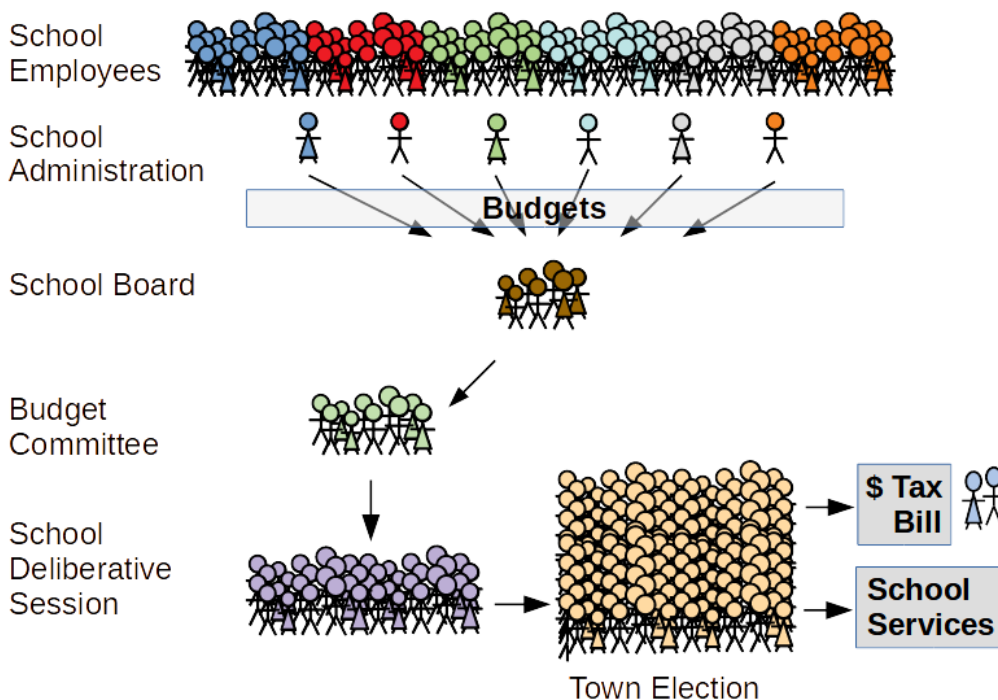 School
Employees
School
Administration
Budgets
School Board
Budget
Committee
$ Tax
Bill
School
Deliberative
Session
School
Services
Town Election